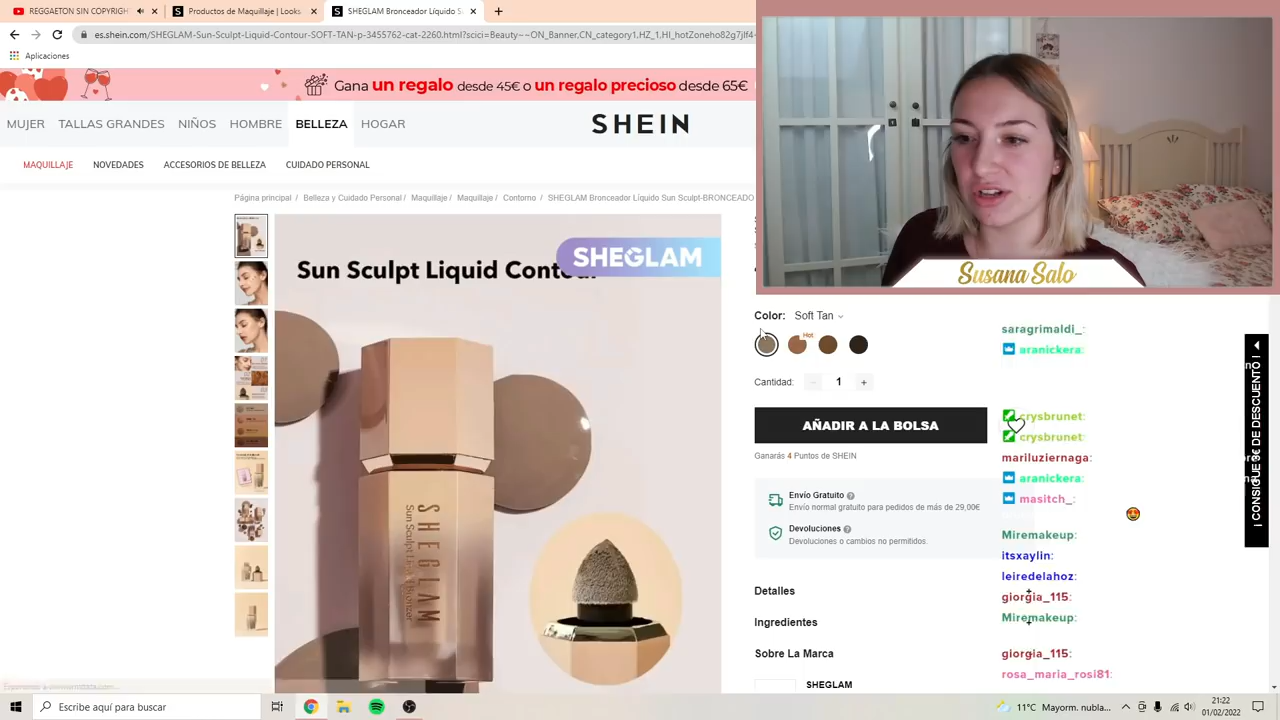 Productos de Maquillaje | Looks
SHEGLAM Bronceador Líquido Su
es.shein.com/SHEGLAM-Sun-Sculpt-Liquid-Contour-SOFT-TAN-p-3455762-cat-2260.html?scici=Beauty~~ON_Banner,CN_category1,HZ_1,HI_hotZoneho82g7jlf4
Aplicaciones
Gana un regalo desde 45€ o un regalo precioso desde 65€
MUJER TALLAS GRANDES NIÑOS HOMBRE BELLEZA HOGAR
SHEIN
MAQUILLAJE NOVEDADES ACCESORIOS DE BELLEZA CUIDADO PERSONAL
Página principal / Belleza y Cuidado Personal / Maquillaje / Maquillaje / Contorno / SHEGLAM Bronceador Líquido Sun Sculpt-BRONCEADO
SHEGLAM
Sun Sculpt Liquid Contour
SHEGLAM
Susana Salo
Color: Soft Tan
Hot
Cantidad: 1
AÑADIR A LA BOLSA
Ganarás 4 Puntos de SHEIN
Envío Gratuito
Envío normal gratuito para pedidos de más de 29,00€
Devoluciones
Devoluciones o cambios no permitidos.
Detalles
Ingredientes
Sobre La Marca
SHEGLAM
saragrimaldi_:
aranickera:
crysbrunet:
crysbrunet:
mariluziernaga:
aranickera:
masitch_:
Miremakeup:
itsxaylin:
leiredelahoz:
giorgia_115:
Miremakeup:
giorgia_115:
rosa_maria_rosi81:
¡ CONSIGUE 3€ DE DESCUENTO !
Escribe aquí para buscar
11°C Mayorm. nubla...
21:22
01/02/2022